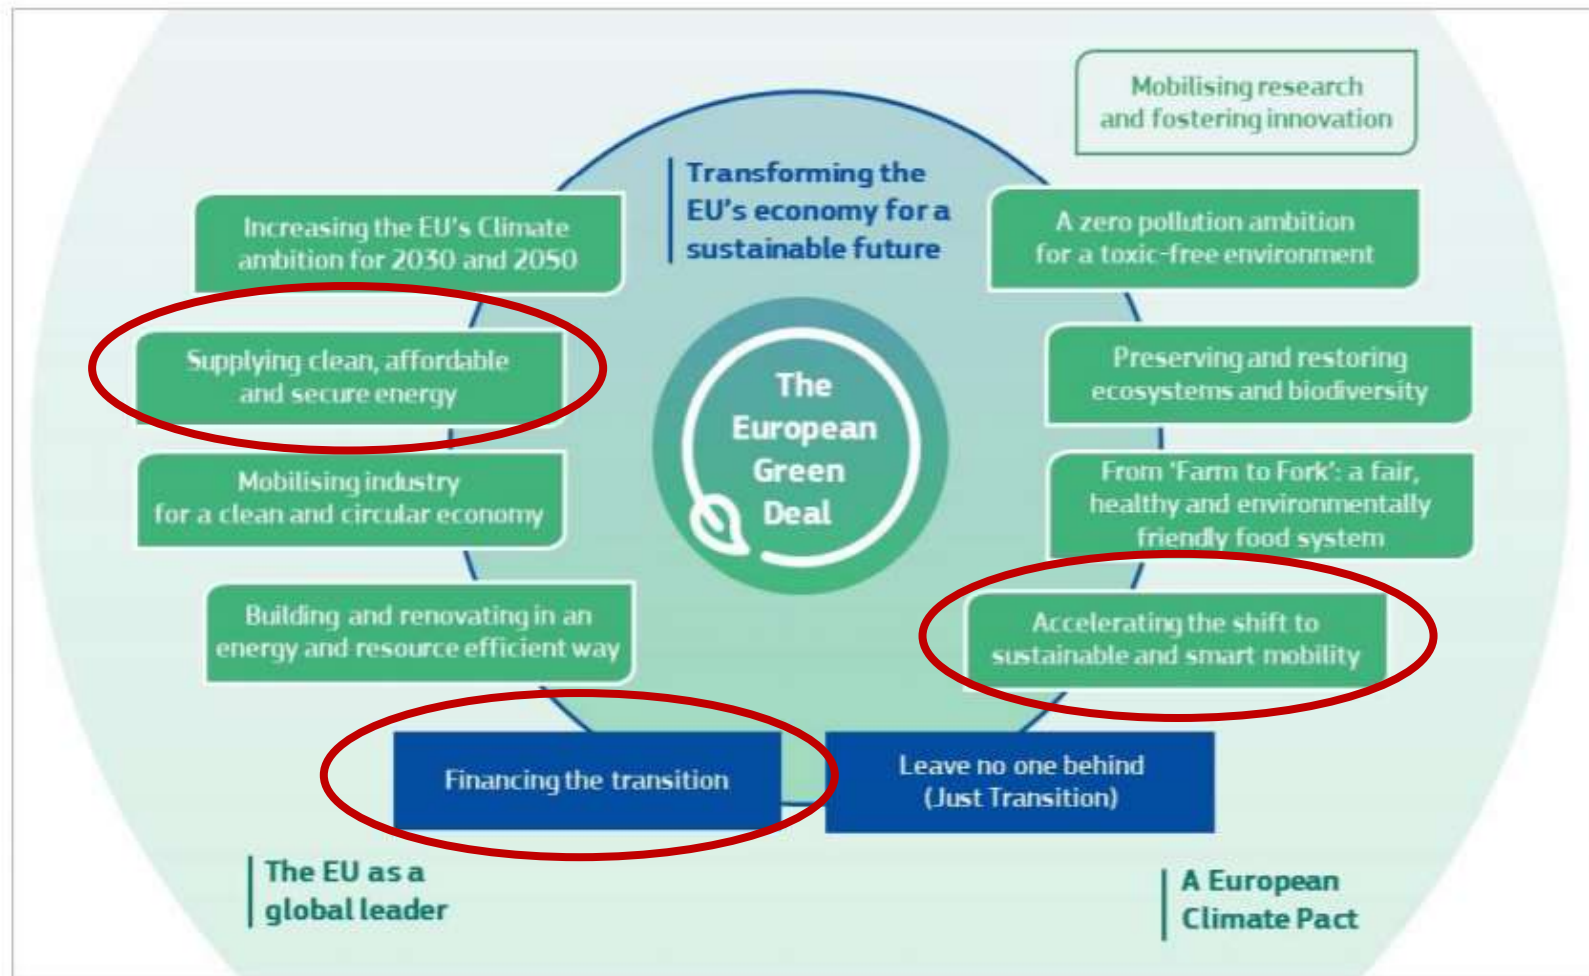 Mobilising research
and fostering innovation
Transforming the
EU's economy for a
sustainable future
Increasing the EU's Climate
ambition for 2030 and 2050
A zero pollution ambition
for a toxic-free environment
Supplying clean, affordable
and secure energy
Preserving and restoring
ecosystems and biodiversity
The
European
Green
Deal
Mobilising industry
for a clean and circular economy
From 'Farm to Fork': a fair,
healthy and environmentally
friendly food system
Building and renovating in an
energy and resource efficient way
Accelerating the shift to
sustainable and smart mobility
Financing the transition
Leave no one behind
(Just Transition)
The EU as a
global leader
A European
Climate Pact